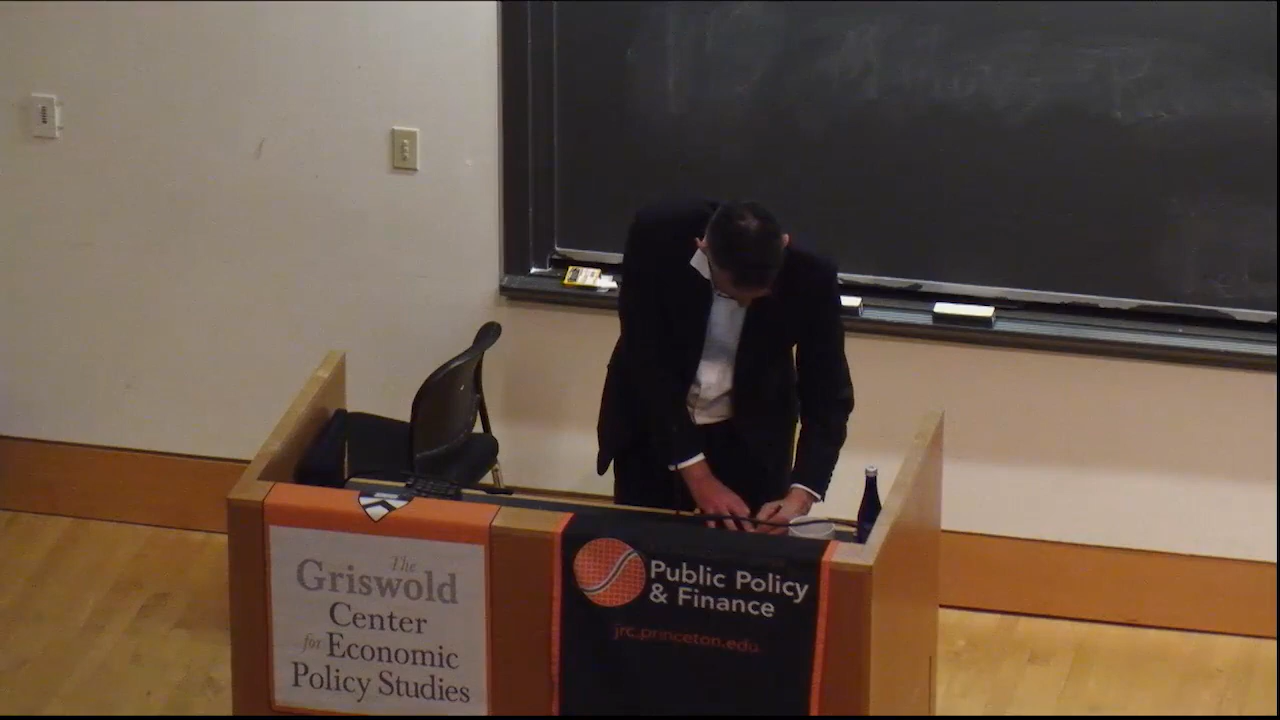 The
Griswold
Center
for Economic
Policy Studies
Public Policy
& Finance
jrc.princeton.edu